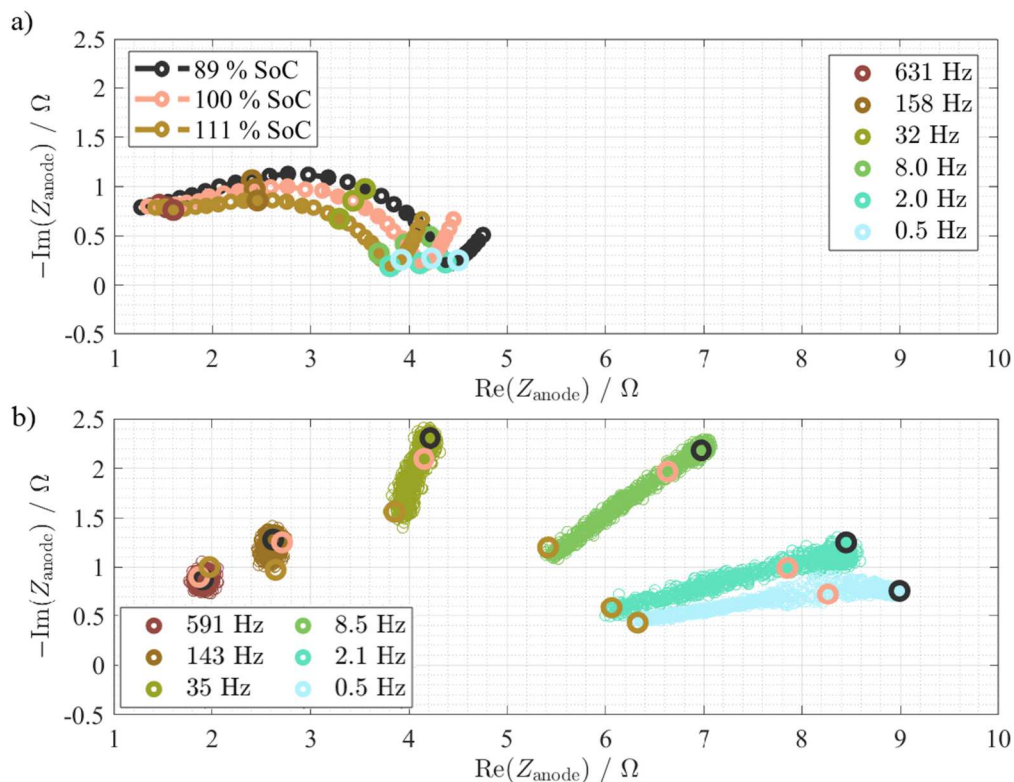 a)
2.5
2
1.5
1
0.5
0
-0.5
−Im(Z_anode) / Ω
89 % SoC
100 % SoC
111 % SoC
631 Hz
158 Hz
32 Hz
8.0 Hz
2.0 Hz
0.5 Hz
1 2 3 4 5 6 7 8 9 10
Re(Z_anode) / Ω
b)
2.5
2
1.5
1
0.5
0
-0.5
−Im(Z_anode) / Ω
591 Hz 8.5 Hz
143 Hz 2.1 Hz
35 Hz 0.5 Hz
1 2 3 4 5 6 7 8 9 10
Re(Z_anode) / Ω